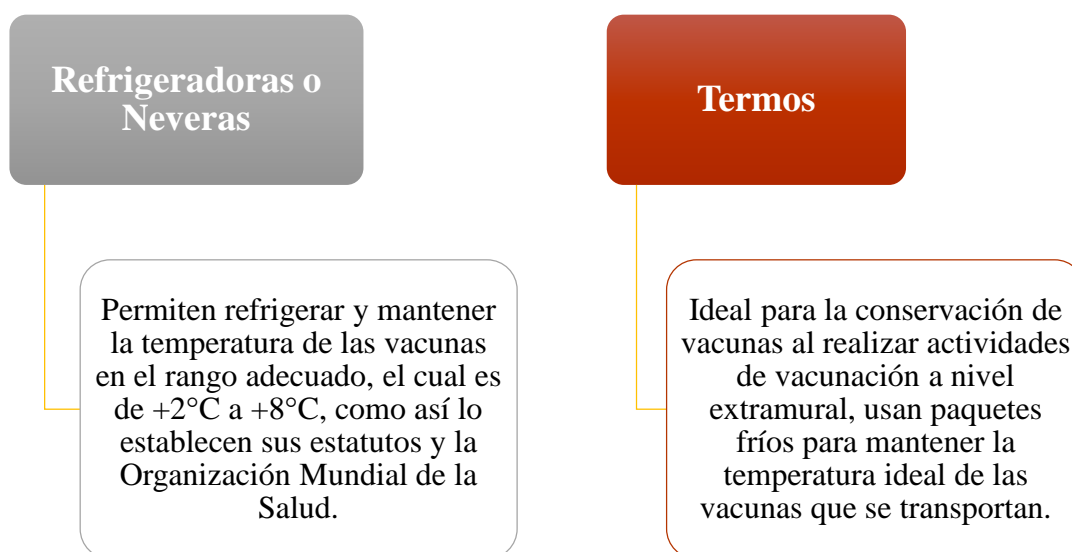 Refrigeradoras o
Neveras
Permiten refrigerar y mantener
la temperatura de las vacunas
en el rango adecuado, el cual es
de +2°C a +8°C, como así lo
establecen sus estatutos y la
Organización Mundial de la
Salud.
Termos
Ideal para la conservación de
vacunas al realizar actividades
de vacunación a nivel
extramural, usan paquetes
fríos para mantener la
temperatura ideal de las
vacunas que se transportan.